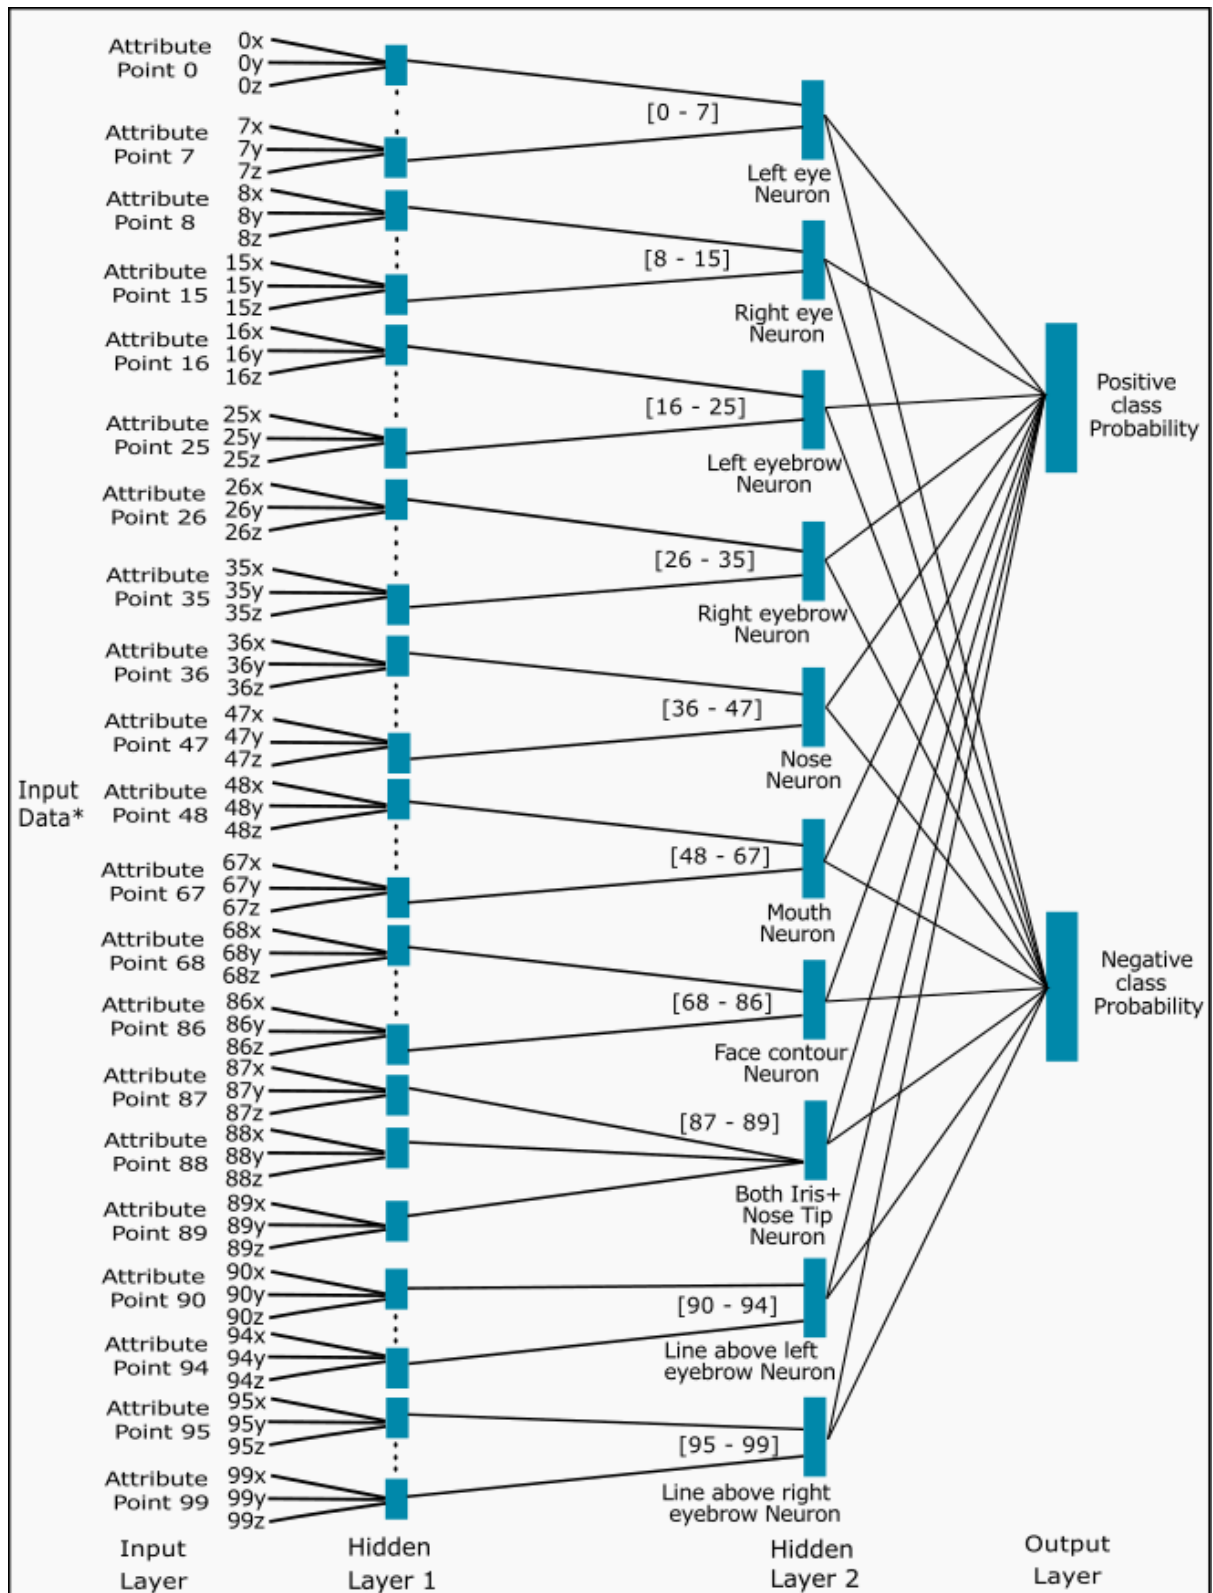 Attribute
Point 0
0x
0y
0z
Attribute
Point 7
7x
7y
7z
Attribute
Point 8
8x
8y
8z
Attribute
Point 15
15x
15y
15z
Attribute
Point 16
16x
16y
16z
Attribute
Point 25
25x
25y
25z
Attribute
Point 26
26x
26y
26z
Attribute
Point 35
35x
35y
35z
Attribute
Point 36
36x
36y
36z
Attribute
Point 47
47x
47y
47z
Input
Data*
Attribute
Point 48
48x
48y
48z
Attribute
Point 67
67x
67y
67z
Attribute
Point 68
68x
68y
68z
Attribute
Point 86
86x
86y
86z
Attribute
Point 87
87x
87y
87z
Attribute
Point 88
88x
88y
88z
Attribute
Point 89
89x
89y
89z
Attribute
Point 90
90x
90y
90z
Attribute
Point 94
94x
94y
94z
Attribute
Point 95
95x
95y
95z
Attribute
Point 99
99x
99y
99z
[0 - 7]
Left eye
Neuron
[8 - 15]
Right eye
Neuron
[16 - 25]
Left eyebrow
Neuron
[26 - 35]
Right eyebrow
Neuron
[36 - 47]
Nose
Neuron
[48 - 67]
Mouth
Neuron
[68 - 86]
Face contour
Neuron
[87 - 89]
Both Iris+
Nose Tip
Neuron
[90 - 94]
Line above left
eyebrow Neuron
[95 - 99]
Line above right
eyebrow Neuron
Positive
class
Probability
Negative
class
Probability
Input
Layer
Hidden
Layer 1
Hidden
Layer 2
Output
Layer